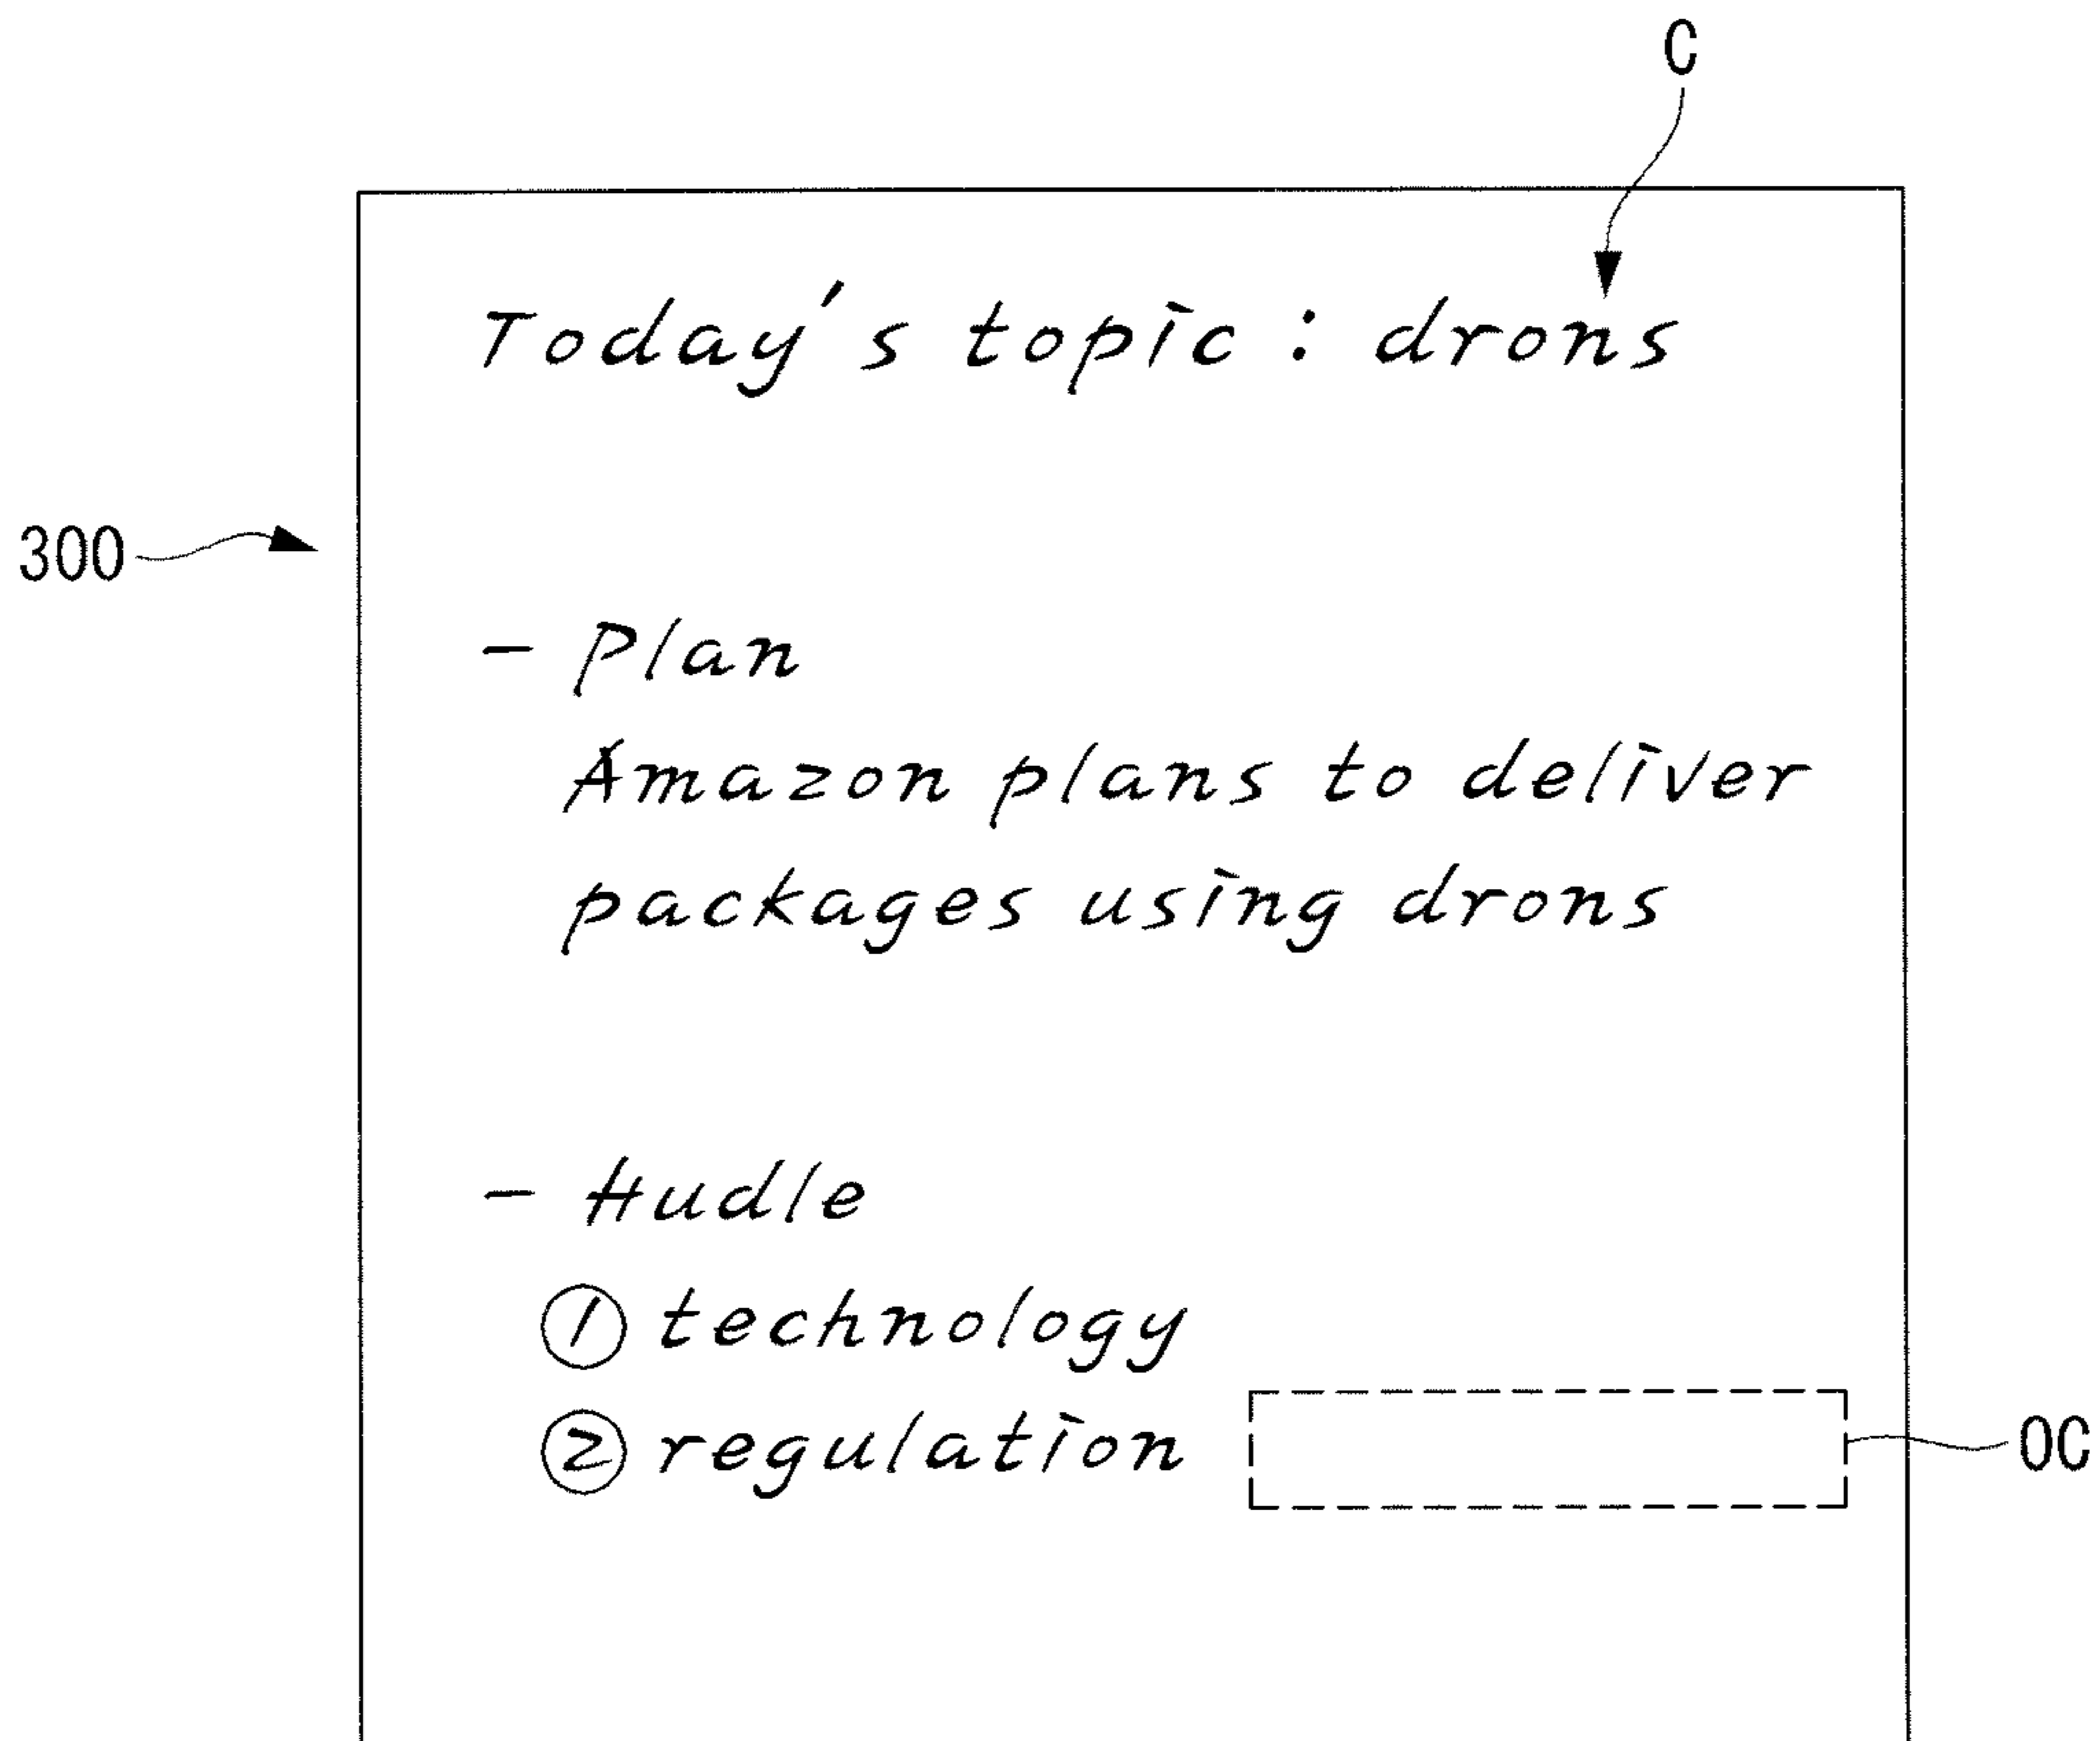 C
Today's topic : drons
300
- Plan
Amazon plans to deliver
packages using drons
- Hudle
① technology
② regulation
OC